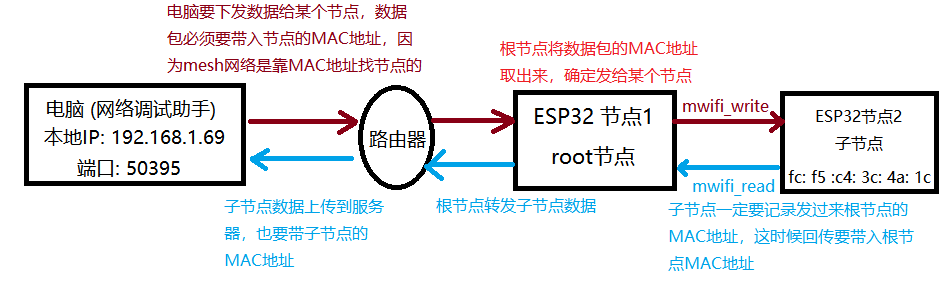 电脑要下发数据给某个节点，数据
包必须要带入节点的MAC地址，因
为mesh网络是靠MAC地址找节点的
根节点将数据包的MAC地址
取出来，确定发给某个节点
电脑 (网络调试助手)
本地IP: 192.168.1.69
端口: 50395
路由器
ESP32 节点1
root节点
mwifi_write
mwifi_read
ESP32节点2
子节点
fc: f5 :c4: 3c: 4a: 1c
子节点数据上传到服务
器，也要带子节点的
MAC地址
根节点转发子节点数据
子节点一定要记录发过来根节点的
MAC地址，这时候回传要带入根节
点MAC地址